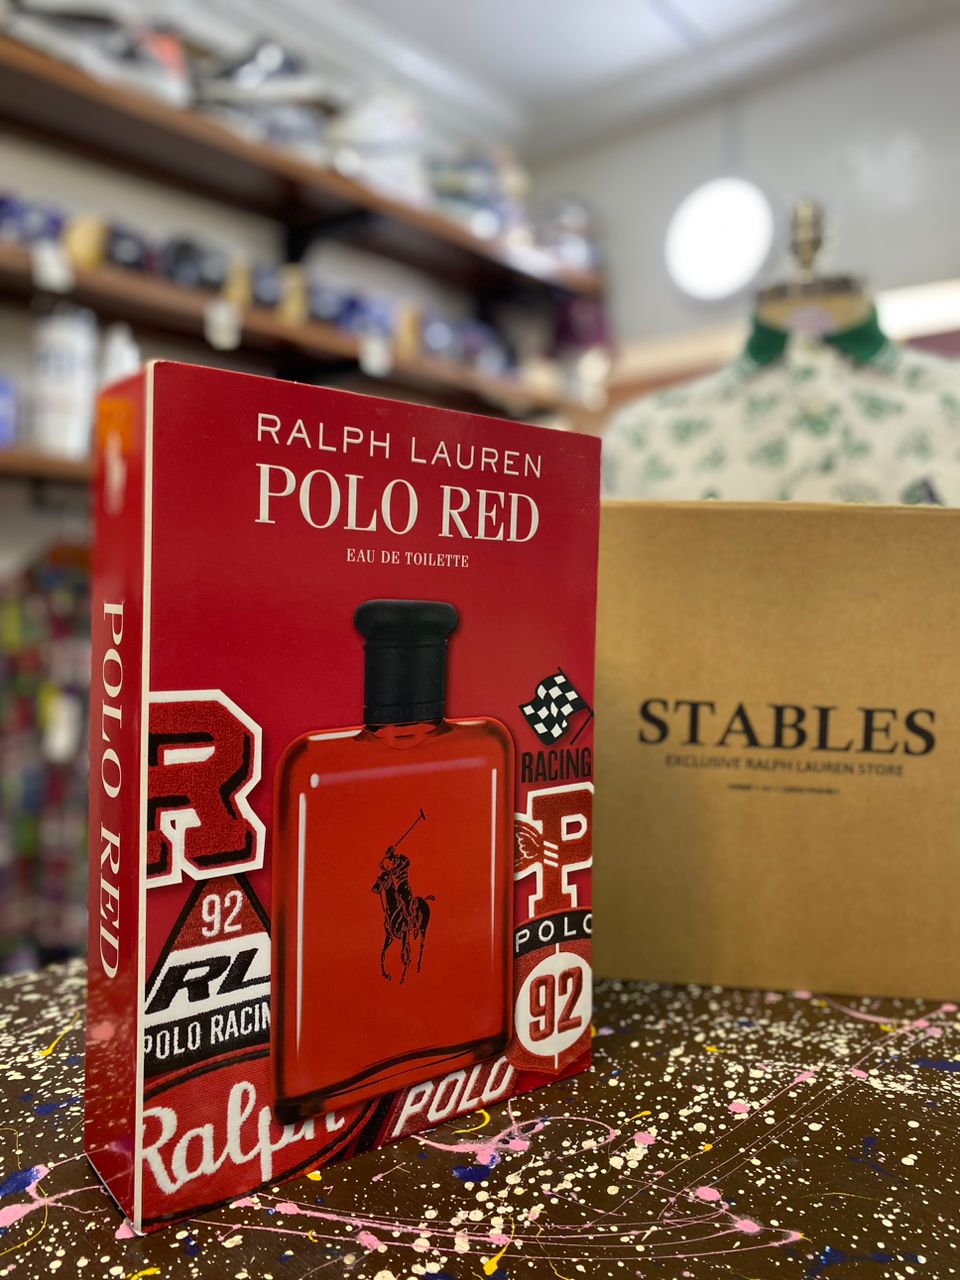 RALPH LAUREN
POLO RED
EAU DE TOILETTE
POLO RED
R
92
RL
POLO RACIN
Ralph
POLO
RACING
P
POLO
92
STABLES
EXCLUSIVE RALPH LAUREN STORE